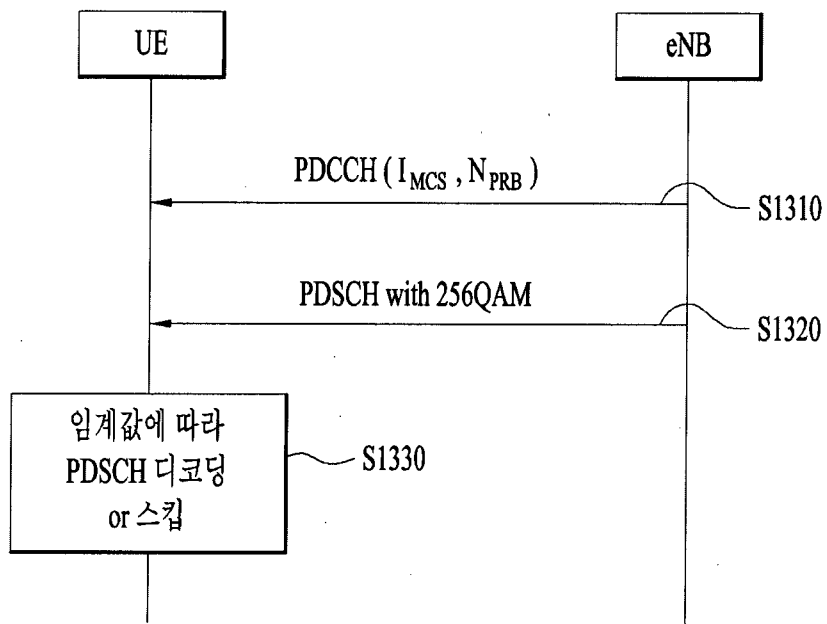 UE
eNB
PDCCH ( I_MCS , N_PRB )
S1310
PDSCH with 256QAM
S1320
임계값에 따라
PDSCH 디코딩
or 스킵
S1330